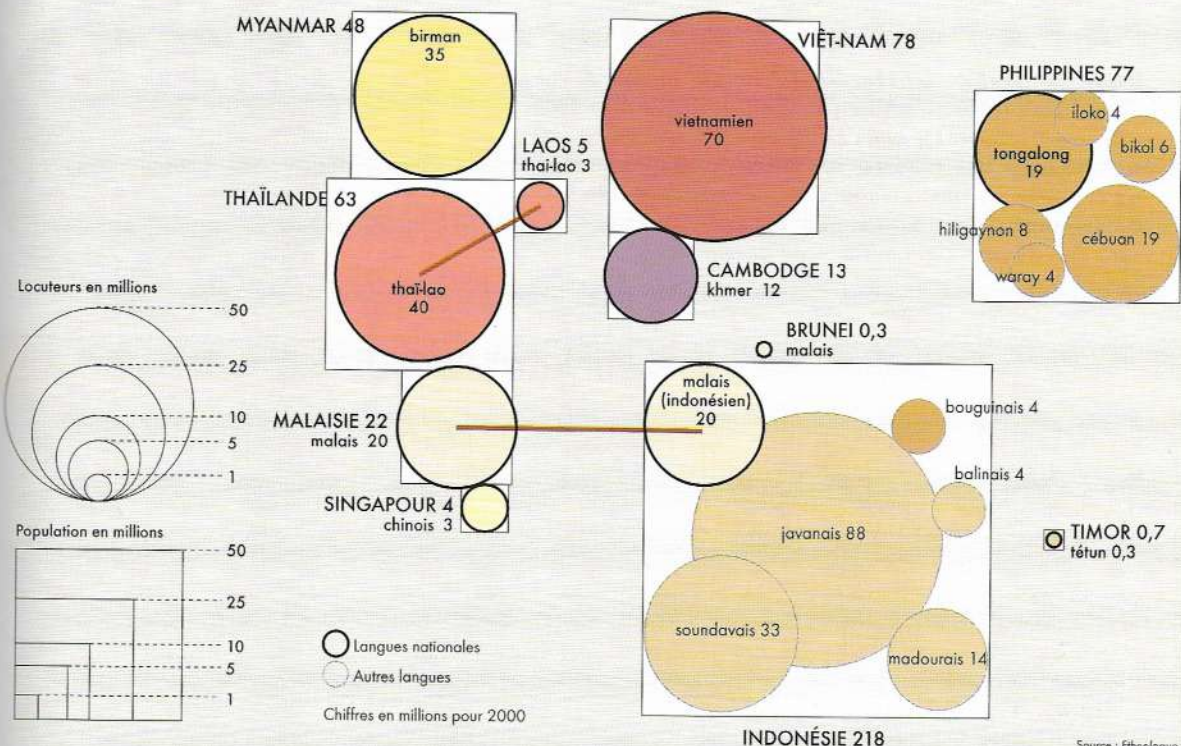 MYANMAR 48
birman
35
VIÊT-NAM 78
vietnamien
70
PHILIPPINES 77
iloko 4
tongalong
19
bikol 6
hiligaynon 8
cébuan 19
waray 4
LAOS 5
thai-lao 3
THAÏLANDE 63
thaï-lao
40
CAMBODGE 13
khmer 12
Locuteurs en millions
50
25
10
5
1
BRUNEI 0,3
malais
MALAISIE 22
malais 20
malais
(indonésien)
20
bouguinais 4
balinais 4
SINGAPOUR 4
chinois 3
javanais 88
TIMOR 0,7
tétun 0,3
soundavais 33
madourais 14
Population en millions
50
25
10
5
1
Langues nationales
Autres langues
Chiffres en millions pour 2000
INDONÉSIE 218
Source : Ethnologue